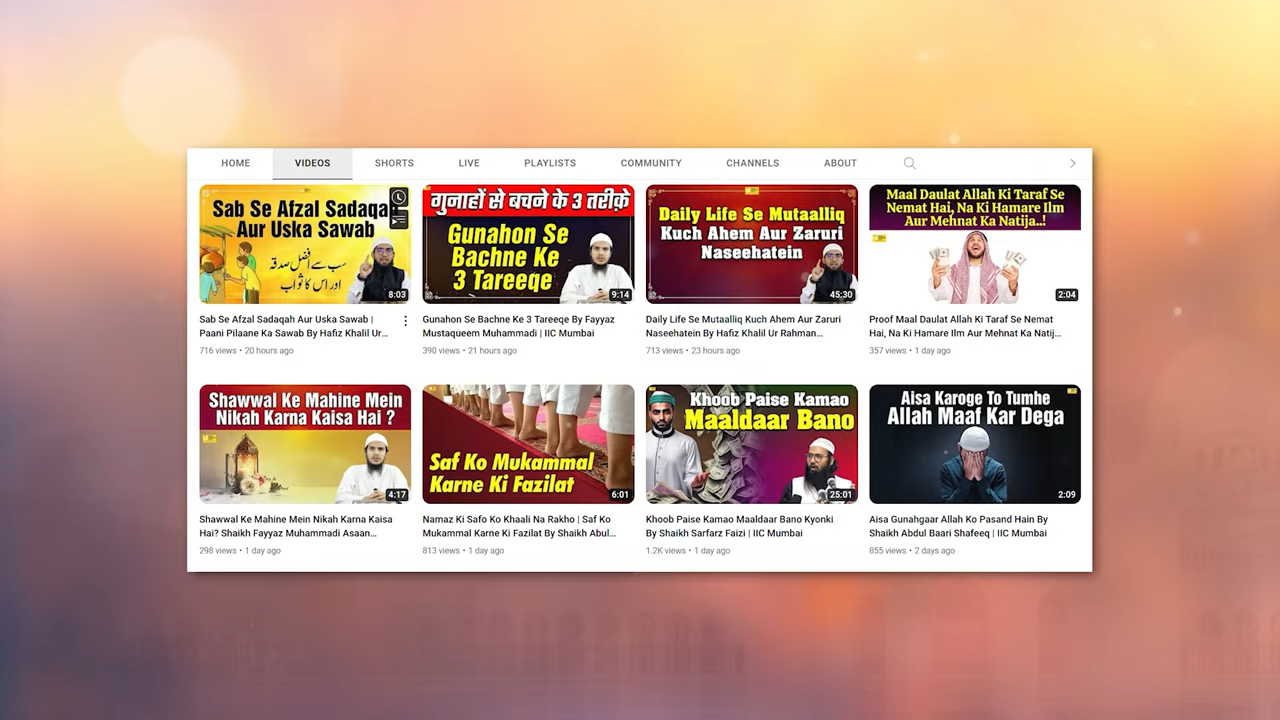 HOME VIDEOS SHORTS LIVE PLAYLISTS COMMUNITY CHANNELS ABOUT
Sab Se Afzal Sadaqa
Aur Uska Sawab
سب سے افضل صدقہ
اور اس کا ثواب
8:03
Sab Se Afzal Sadaqah Aur Uska Sawab |
Paani Pilaane Ka Sawab By Hafiz Khalil Ur...
716 views • 20 hours ago
गुनाहों से बचने के 3 तरीक़े
Gunahon Se
Bachne Ke
3 Tareeqe
9:14
Gunahon Se Bachne Ke 3 Tareeqe By Fayyaz
Mustaqueem Muhammadi | IIC Mumbai
390 views • 21 hours ago
Daily Life Se Mutaalliq
Kuch Ahem Aur Zaruri
Naseehatein
45:30
Daily Life Se Mutaalliq Kuch Ahem Aur Zaruri
Naseehatein By Hafiz Khalil Ur Rahman...
713 views • 23 hours ago
Maal Daulat Allah Ki Taraf Se
Nemat Hai, Na Ki Hamare Ilm
Aur Mehnat Ka Natija..!
2:04
Proof Maal Daulat Allah Ki Taraf Se Nemat
Hai, Na Ki Hamare Ilm Aur Mehnat Ka Natij...
357 views • 1 day ago
Shawwal Ke Mahine Mein
Nikah Karna Kaisa Hai ?
4:17
Shawwal Ke Mahine Mein Nikah Karna Kaisa
Hai? Shaikh Fayyaz Muhammadi Asaan...
298 views • 1 day ago
Saf Ko Mukammal
Karne Ki Fazilat
6:01
Namaz Ki Safo Ko Khaali Na Rakho | Saf Ko
Mukammal Karne Ki Fazilat By Shaikh Abul...
813 views • 1 day ago
Khoob Paise Kamao
Maaldaar Bano
25:01
Khoob Paise Kamao Maaldaar Bano Kyonki
By Shaikh Sarfarz Faizi | IIC Mumbai
1.2K views • 1 day ago
Aisa Karoge To Tumhe
Allah Maaf Kar Dega
2:09
Aisa Gunahgaar Allah Ko Pasand Hain By
Shaikh Abdul Baari Shafeeq | IIC Mumbai
855 views • 2 days ago